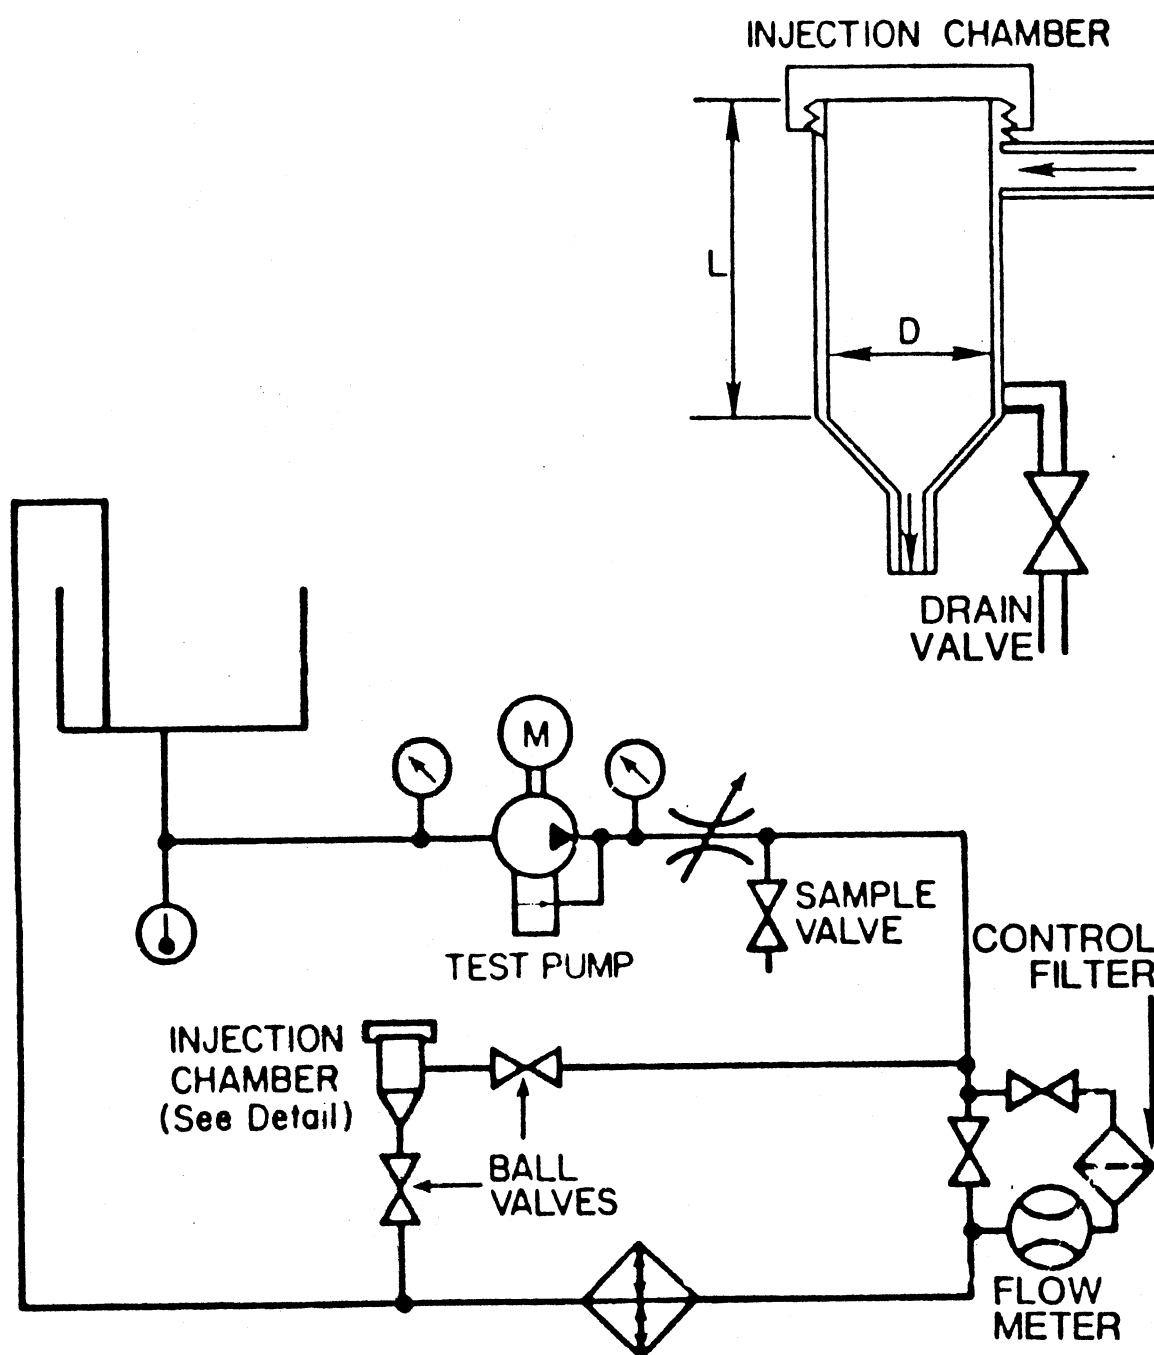 INJECTION CHAMBER
L
D
DRAIN
VALVE
M
SAMPLE
VALVE
TEST PUMP
CONTROL
FILTER
INJECTION
CHAMBER
(See Detail)
BALL
VALVES
FLOW
METER